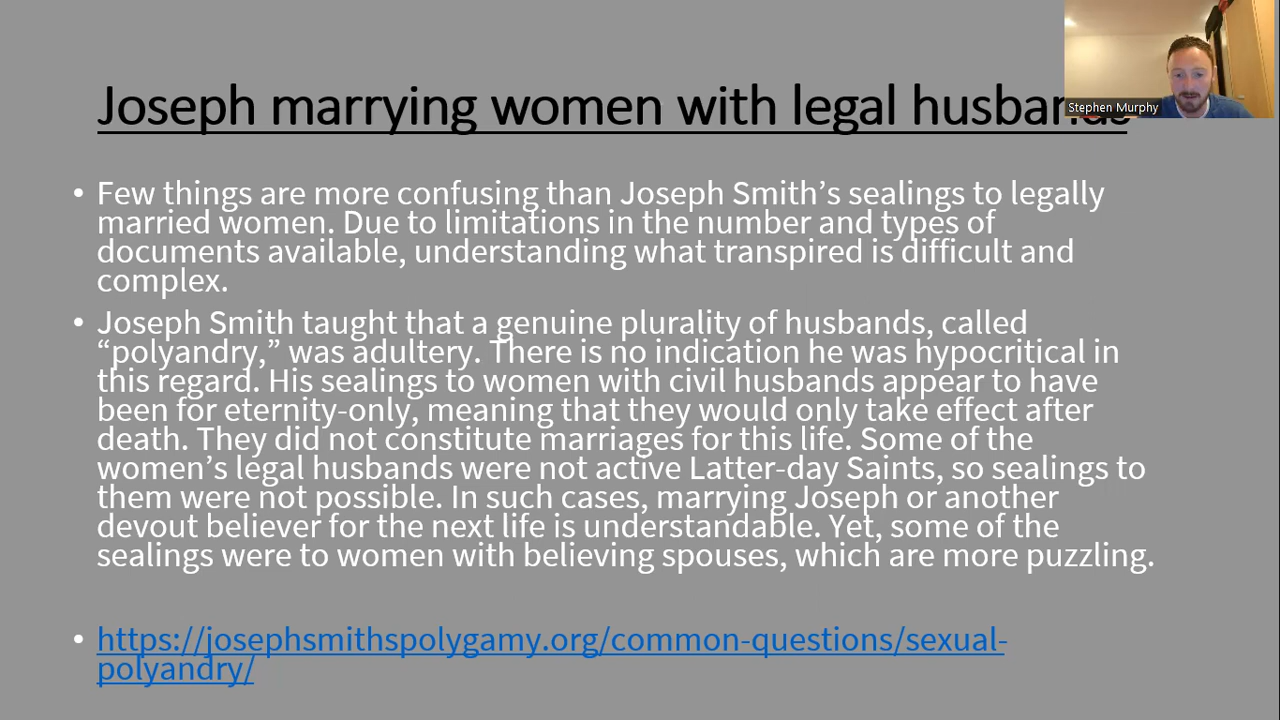 Joseph marrying women with legal husbands
Stephen Murphy
• Few things are more confusing than Joseph Smith’s sealings to legally
married women. Due to limitations in the number and types of
documents available, understanding what transpired is difficult and
complex.
• Joseph Smith taught that a genuine plurality of husbands, called
“polyandry,” was adultery. There is no indication he was hypocritical in
this regard. His sealings to women with civil husbands appear to have
been for eternity-only, meaning that they would only take effect after
death. They did not constitute marriages for this life. Some of the
women’s legal husbands were not active Latter-day Saints, so sealings to
them were not possible. In such cases, marrying Joseph or another
devout believer for the next life is understandable. Yet, some of the
sealings were to women with believing spouses, which are more puzzling.
• https://josephsmithspolygamy.org/common-questions/sexual-
polyandry/